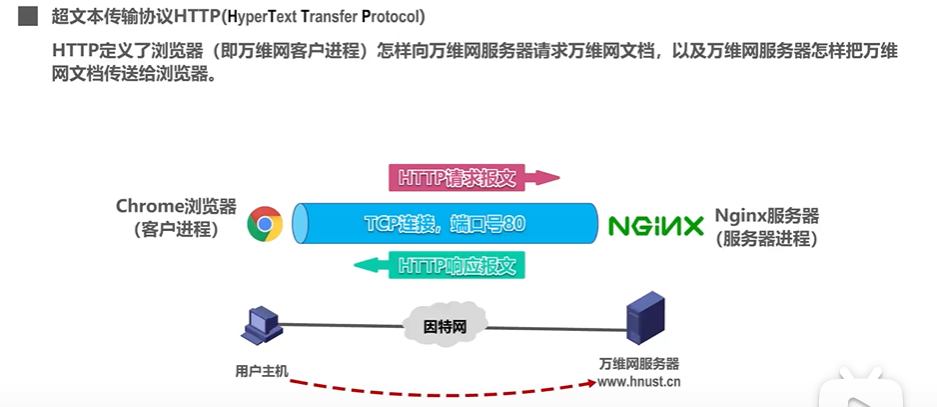 超文本传输协议HTTP(HyperText Transfer Protocol)
HTTP定义了浏览器（即万维网客户进程）怎样向万维网服务器请求万维网文档，以及万维网服务器怎样把万维
网文档传送给浏览器。
HTTP请求报文
Chrome浏览器
（客户进程）
TCP连接，端口号80
NGINX
Nginx服务器
（服务器进程）
HTTP响应报文
因特网
用户主机
万维网服务器
www.hnust.cn